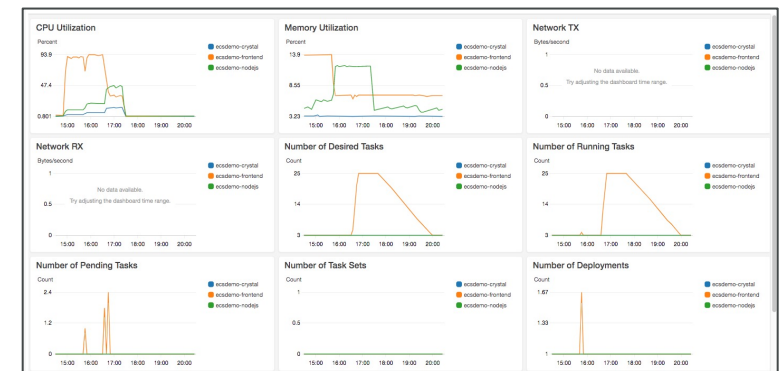 CPU Utilization
Percent
93.9
47.4
0.801
15:00 16:00 17:00 18:00 19:00 20:00
ecsdemo-crystal
ecsdemo-frontend
ecsdemo-nodejs
Memory Utilization
Percent
13.9
8.55
3.23
15:00 16:00 17:00 18:00 19:00 20:00
ecsdemo-crystal
ecsdemo-frontend
ecsdemo-nodejs
Network TX
Bytes/second
1
0.5
0
No data available.
Try adjusting the dashboard time range.
15:00 16:00 17:00 18:00 19:00 20:00
ecsdemo-crystal
ecsdemo-frontend
ecsdemo-nodejs
Network RX
Bytes/second
1
0.5
0
No data available.
Try adjusting the dashboard time range.
15:00 16:00 17:00 18:00 19:00 20:00
ecsdemo-crystal
ecsdemo-frontend
ecsdemo-nodejs
Number of Desired Tasks
Count
25
14
3
15:00 16:00 17:00 18:00 19:00 20:00
ecsdemo-crystal
ecsdemo-frontend
ecsdemo-nodejs
Number of Running Tasks
Count
25
14
3
15:00 16:00 17:00 18:00 19:00 20:00
ecsdemo-crystal
ecsdemo-frontend
ecsdemo-nodejs
Number of Pending Tasks
Count
2.4
1.2
0
15:00 16:00 17:00 18:00 19:00 20:00
ecsdemo-crystal
ecsdemo-frontend
ecsdemo-nodejs
Number of Task Sets
Count
1
0.5
0
15:00 16:00 17:00 18:00 19:00 20:00
ecsdemo-crystal
ecsdemo-frontend
ecsdemo-nodejs
Number of Deployments
Count
1.67
1.33
1
15:00 16:00 17:00 18:00 19:00 20:00
ecsdemo-crystal
ecsdemo-frontend
ecsdemo-nodejs